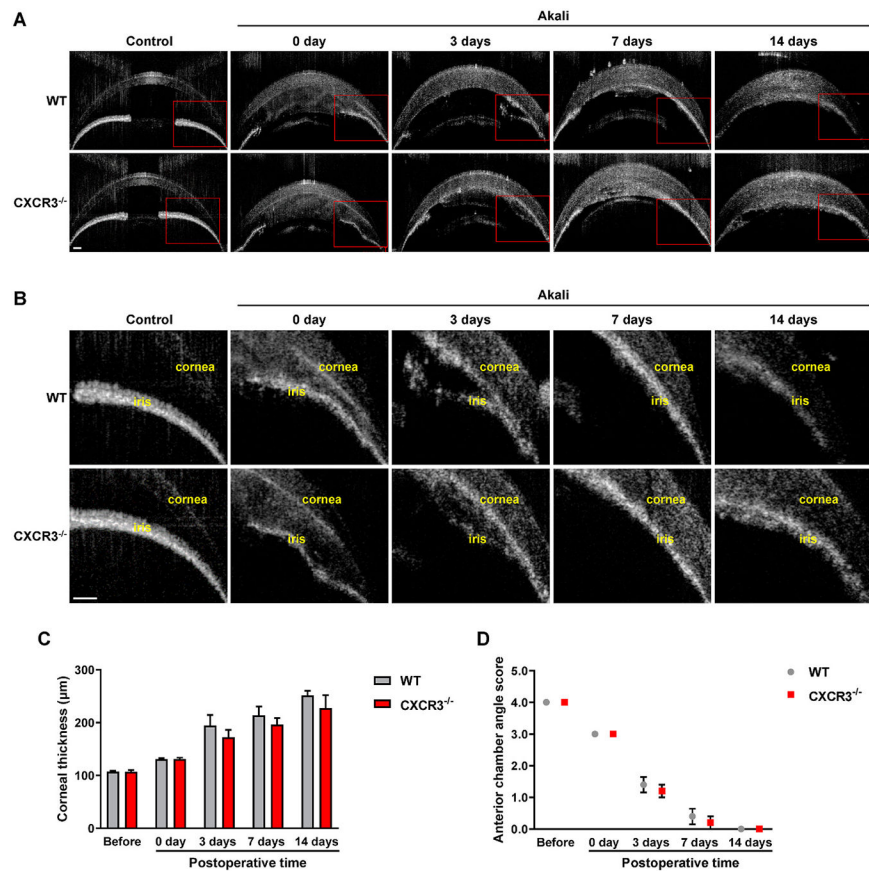 A
Akali
Control 0 day 3 days 7 days 14 days
WT
CXCR3-/-
B
Akali
Control 0 day 3 days 7 days 14 days
WT
cornea cornea cornea cornea cornea
iris iris iris iris iris
CXCR3-/-
cornea cornea cornea cornea cornea
iris iris iris iris iris
C
Corneal thickness (μm)
300
200
100
0
Before 0 day 3 days 7 days 14 days
Postoperative time
WT
CXCR3-/-
D
Anterior chamber angle score
5.0
4.0
3.0
2.0
1.0
0.0
Before 0 day 3 days 7 days 14 days
Postoperative time
WT
CXCR3-/-